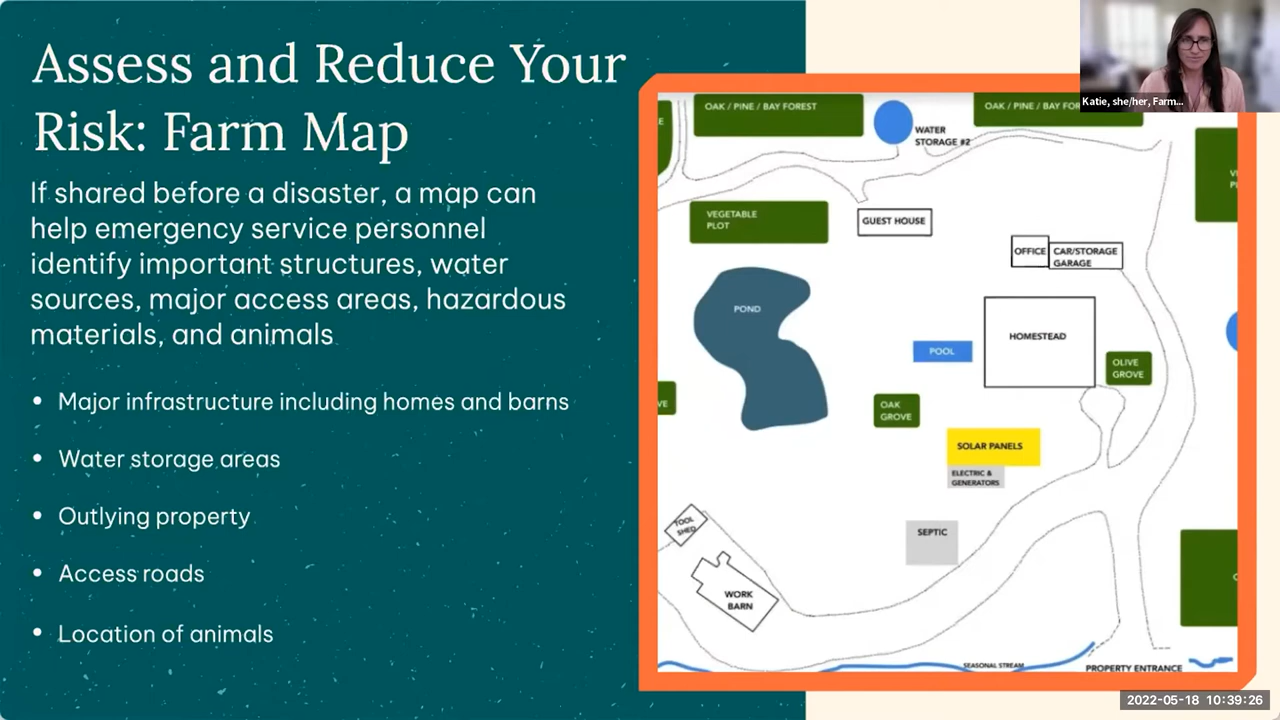 Assess and Reduce Your
Risk: Farm Map
If shared before a disaster, a map can
help emergency service personnel
identify important structures, water
sources, major access areas, hazardous
materials, and animals
• Major infrastructure including homes and barns
• Water storage areas
• Outlying property
• Access roads
• Location of animals
OAK / PINE / BAY FOREST
OAK / PINE / BAY FOR
Katie, she/her, Farm...
E
WATER
STORAGE #2
VEGETABLE
PLOT
GUEST HOUSE
OFFICE
CAR/STORAGE
GARAGE
POND
HOMESTEAD
POOL
OLIVE
GROVE
VE
OAK
GROVE
SOLAR PANELS
ELECTRIC &
GENERATORS
TOOL
SHED
SEPTIC
WORK
BARN
SEASONAL STREAM
PROPERTY ENTRANCE
2022-05-18 10:39:26